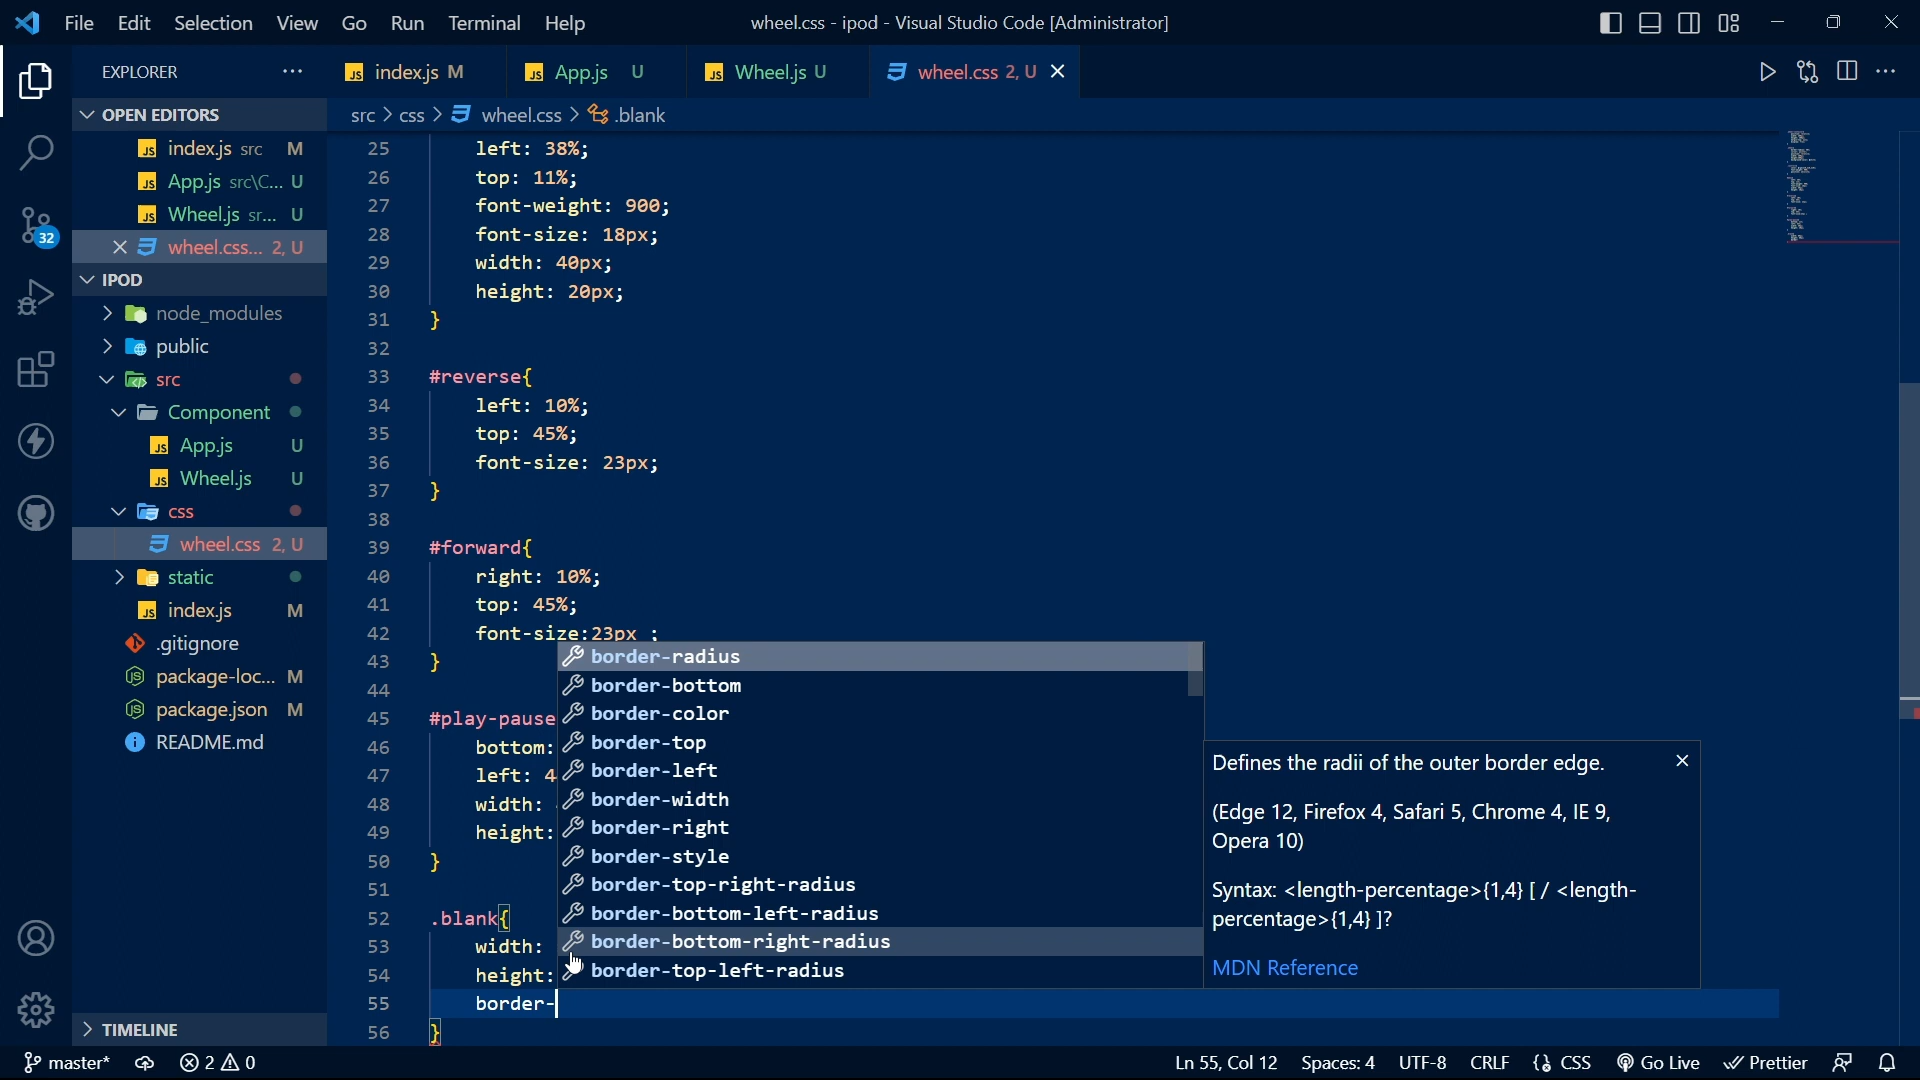 File Edit Selection View Go Run Terminal Help wheel.css - ipod - Visual Studio Code [Administrator]
EXPLORER ···
index.js M App.js U Wheel.js U wheel.css 2, U
OPEN EDITORS
src > css > wheel.css > .blank
index.js src M
App.js src\C... U
Wheel.js sr... U
wheel.css... 2, U
IPOD
node_modules
public
src
Component
App.js U
Wheel.js U
css
wheel.css 2, U
static
index.js M
.gitignore
package-loc... M
package.json M
README.md
TIMELINE
32
25 left: 38%;
26 top: 11%;
27 font-weight: 900;
28 font-size: 18px;
29 width: 40px;
30 height: 20px;
31 }
32
33 #reverse{
34 left: 10%;
35 top: 45%;
36 font-size: 23px;
37 }
38
39 #forward{
40 right: 10%;
41 top: 45%;
42 font-size:23px ;
43 }
44
45 #play-pause
46 bottom:
47 left: 4
48 width:
49 height:
50 }
51
52 .blank{
53 width:
54 height:
55 border-
56 }
border-radius
border-bottom
border-color
border-top
border-left
border-width
border-right
border-style
border-top-right-radius
border-bottom-left-radius
border-bottom-right-radius
border-top-left-radius
Defines the radii of the outer border edge.
(Edge 12, Firefox 4, Safari 5, Chrome 4, IE 9,
Opera 10)
Syntax: <length-percentage>{1,4} [ / <length-
percentage>{1,4} ]?
MDN Reference
master* 2 0 Ln 55, Col 12 Spaces: 4 UTF-8 CRLF CSS Go Live Prettier